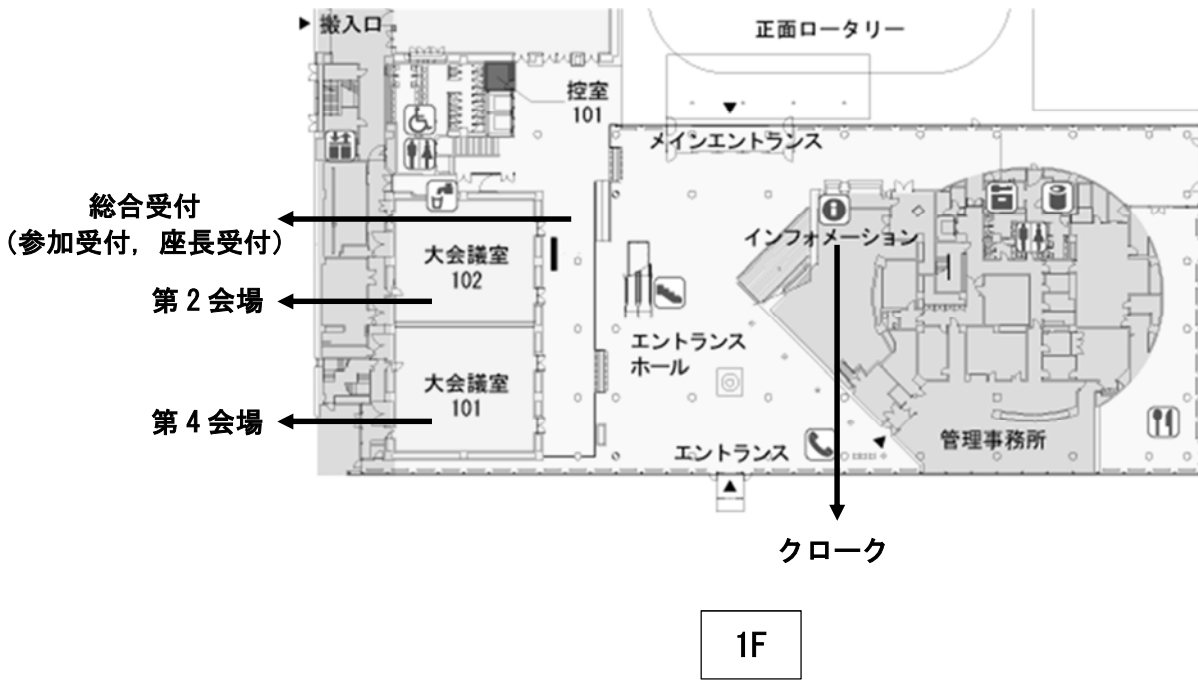 搬入口
正面ロータリー
控室
101
メインエントランス
総合受付
（参加受付，座長受付）
インフォメーション
大会議室
102
第2会場
エントランス
ホール
大会議室
101
第4会場
エントランス
管理事務所
クローク
1F